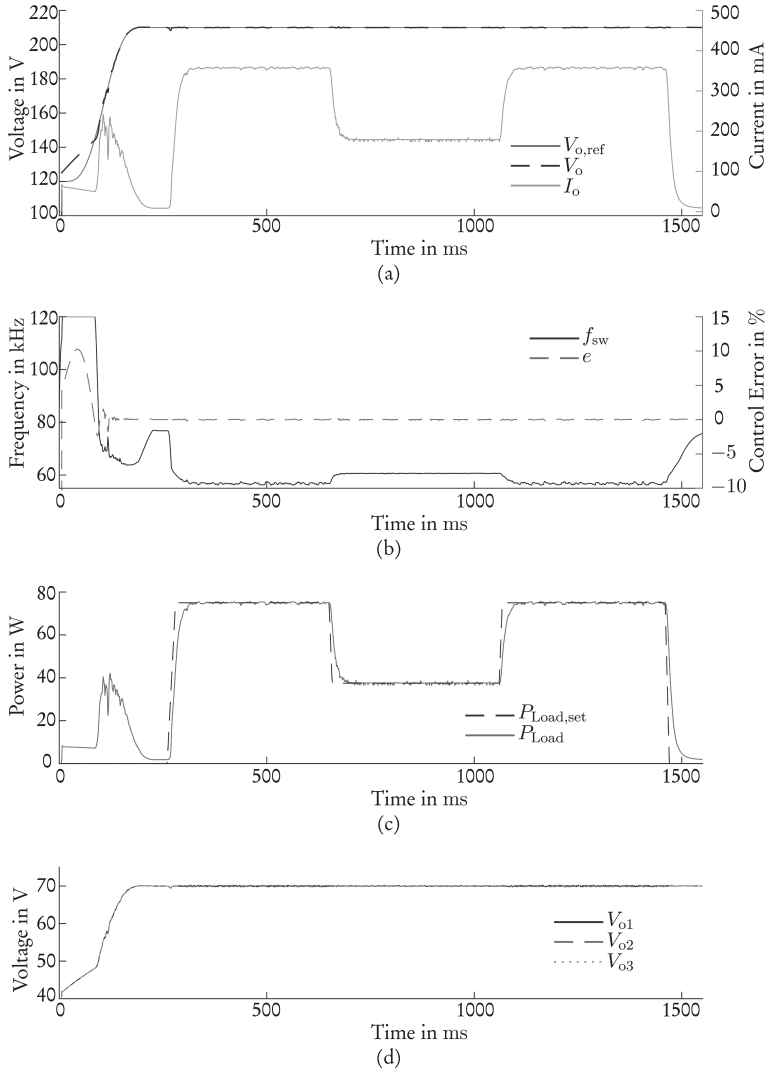 220
200
180
160
140
120
100
Voltage in V
500
400
300
200
100
0
Current in mA
V_o,ref
V_o
I_o
0
500
1000
1500
Time in ms
(a)
120
100
80
60
Frequency in kHz
15
10
5
0
−5
−10
Control Error in %
f_sw
e
0
500
1000
1500
Time in ms
(b)
80
60
40
20
0
Power in W
P_Load,set
P_Load
0
500
1000
1500
Time in ms
(c)
70
60
50
40
Voltage in V
V_o1
V_o2
V_o3
0
500
1000
1500
Time in ms
(d)